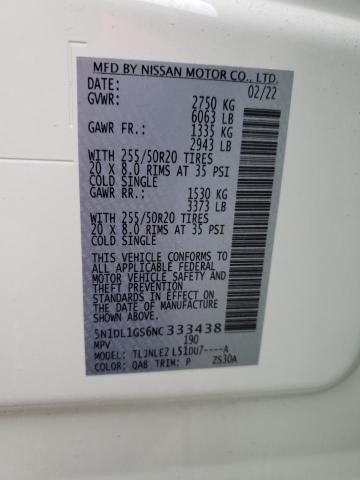 MFD BY NISSAN MOTOR CO., LTD.
DATE: 02/22
GVWR: 2750 KG
6063 LB
GAWR FR.: 1335 KG
2943 LB
WITH 255/50R20 TIRES
20 X 8.0 RIMS AT 35 PSI
COLD SINGLE
GAWR RR.: 1530 KG
3373 LB
WITH 255/50R20 TIRES
20 X 8.0 RIMS AT 35 PSI
COLD SINGLE
THIS VEHICLE CONFORMS TO
ALL APPLICABLE FEDERAL
MOTOR VEHICLE SAFETY AND
THEFT PREVENTION STANDARDS
IN EFFECT ON THE DATE OF
MANUFACTURE SHOWN ABOVE.
5N1DL1GS6NC333438
MPV 190
MODEL: TLJNLE2 L51DU7----A
COLOR: QAB TRIM: P ZS30A